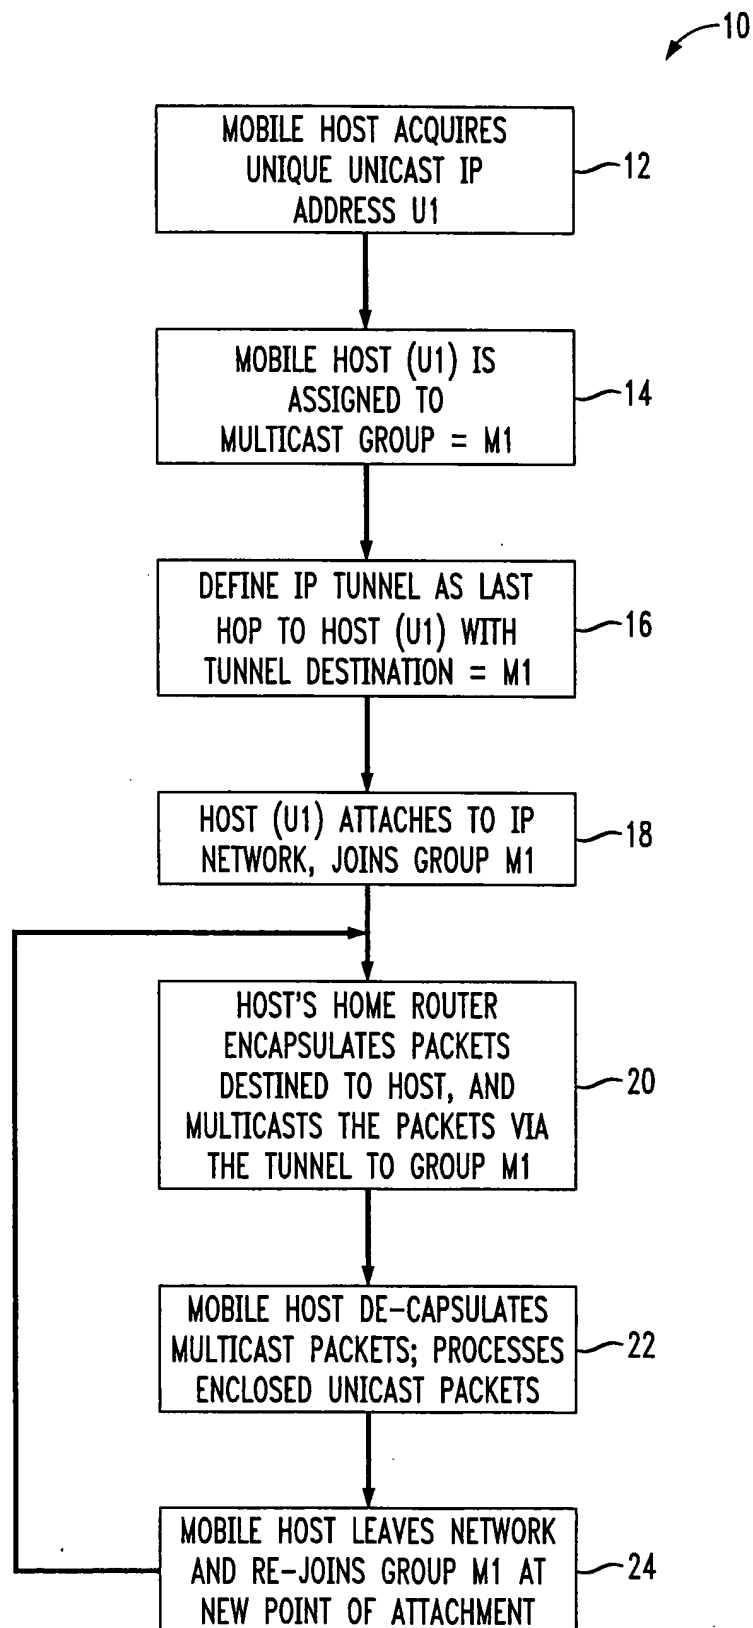 10
MOBILE HOST ACQUIRES
UNIQUE UNICAST IP
ADDRESS U1
12
MOBILE HOST (U1) IS
ASSIGNED TO
MULTICAST GROUP = M1
14
DEFINE IP TUNNEL AS LAST
HOP TO HOST (U1) WITH
TUNNEL DESTINATION = M1
16
HOST (U1) ATTACHES TO IP
NETWORK, JOINS GROUP M1
18
HOST'S HOME ROUTER
ENCAPSULATES PACKETS
DESTINED TO HOST, AND
MULTICASTS THE PACKETS VIA
THE TUNNEL TO GROUP M1
20
MOBILE HOST DE-CAPSULATES
MULTICAST PACKETS; PROCESSES
ENCLOSED UNICAST PACKETS
22
MOBILE HOST LEAVES NETWORK
AND RE-JOINS GROUP M1 AT
NEW POINT OF ATTACHMENT
24